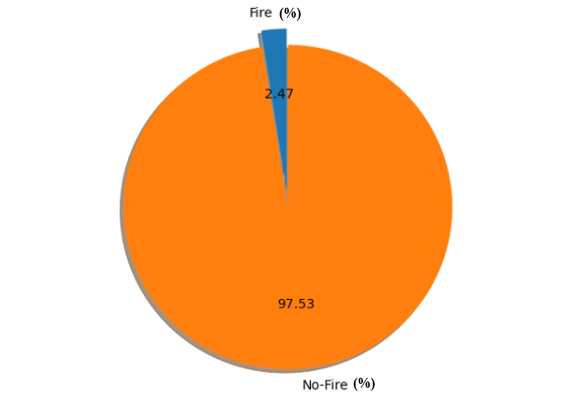 Fire (%)
2.47
97.53
No-Fire (%)